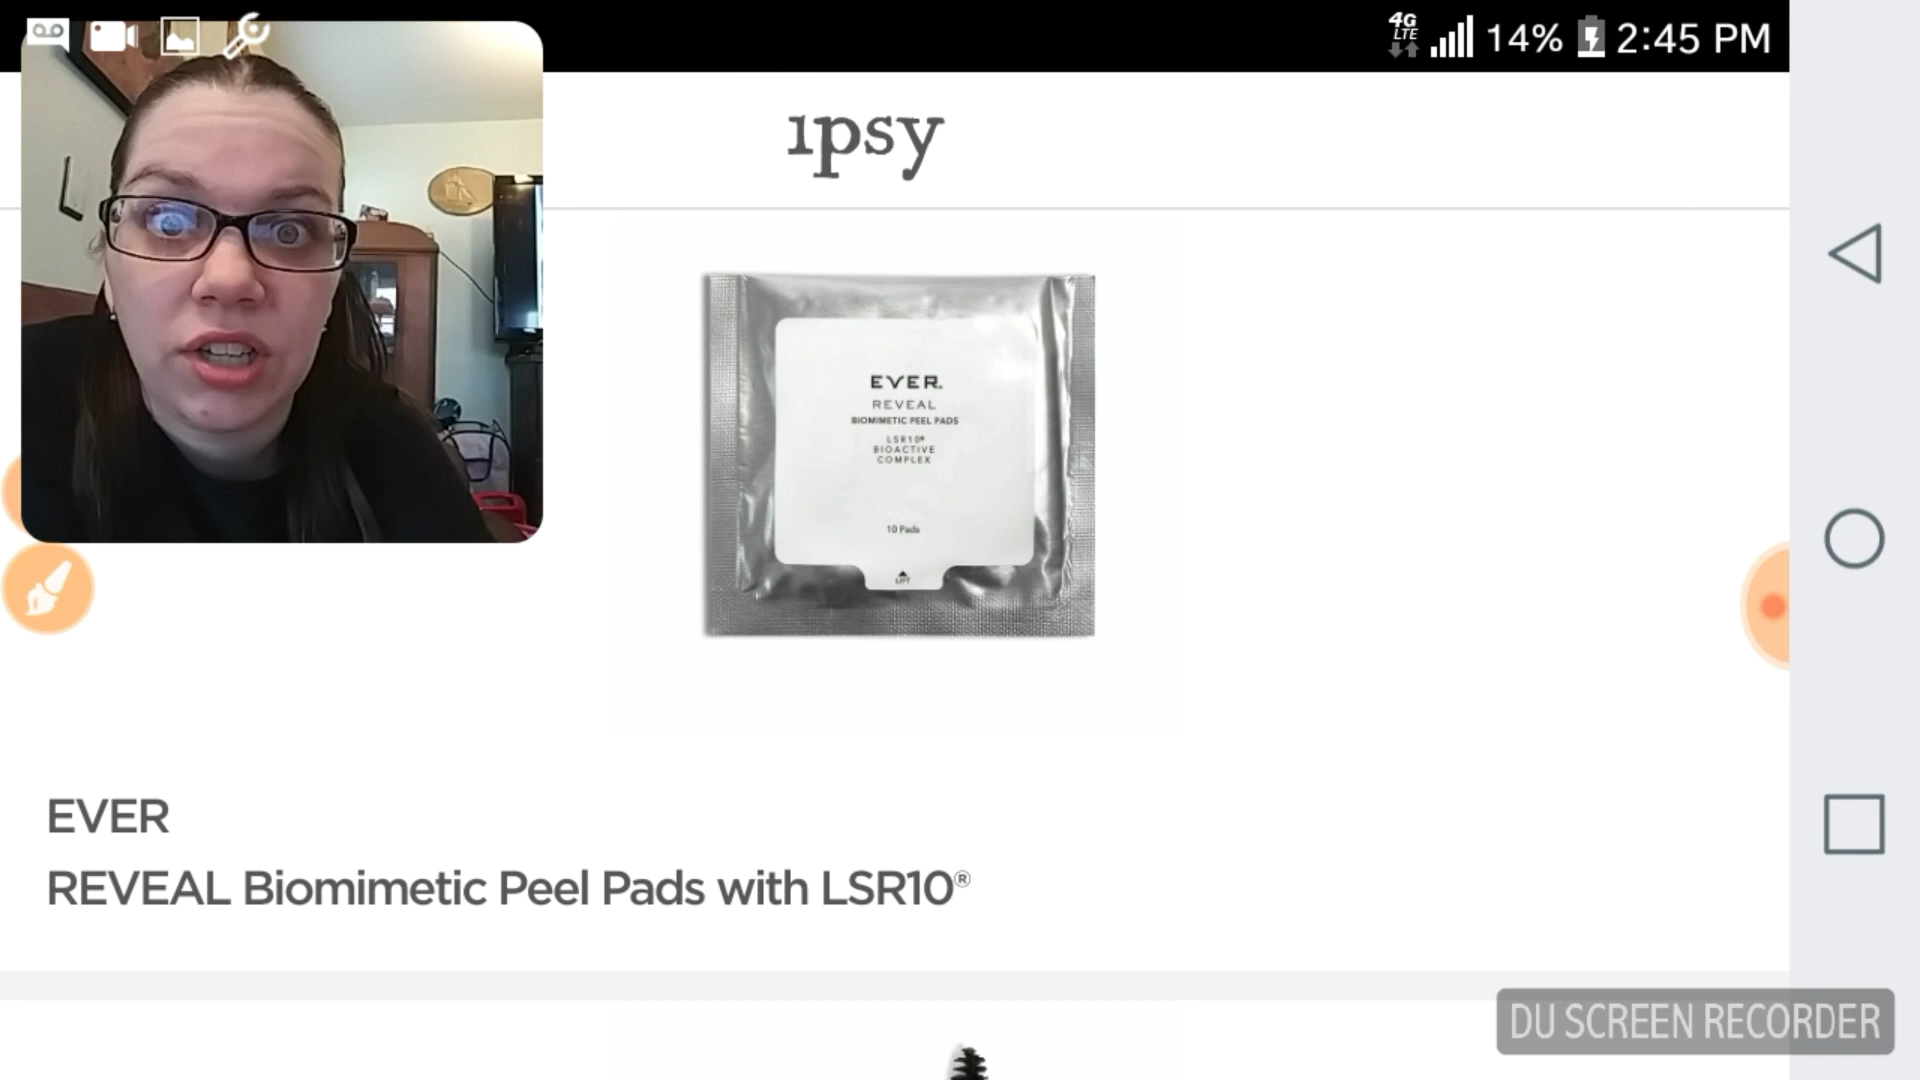 4G
LTE
14%
2:45 PM
ıpsy
EVER.
REVEAL
BIOMIMETIC PEEL PADS
LSR10®
BIOACTIVE
COMPLEX
10 Pads
LIFT
EVER
REVEAL Biomimetic Peel Pads with LSR10®
DU SCREEN RECORDER